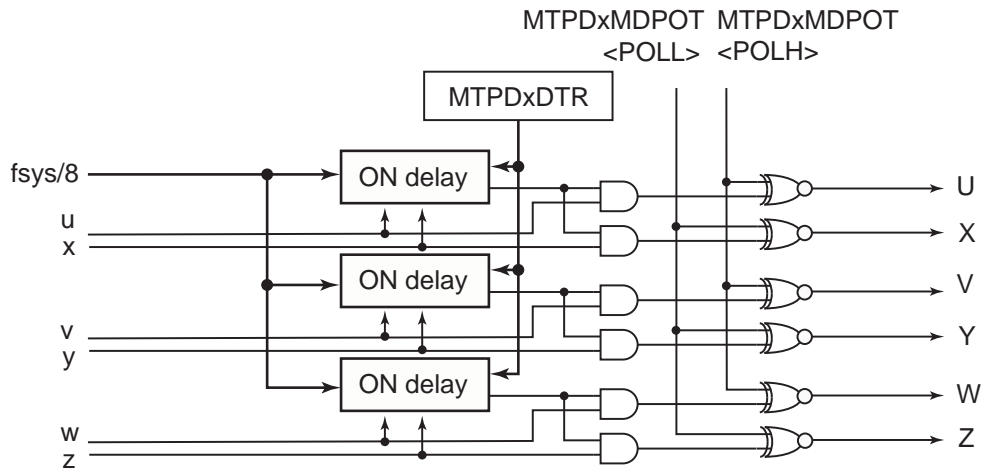 MTPDxMDPOT MTPDxMDPOT
<POLL> <POLH>
MTPDxDTR
fsys/8
ON delay
U
u
x
X
ON delay
V
v
y
Y
ON delay
W
w
z
Z